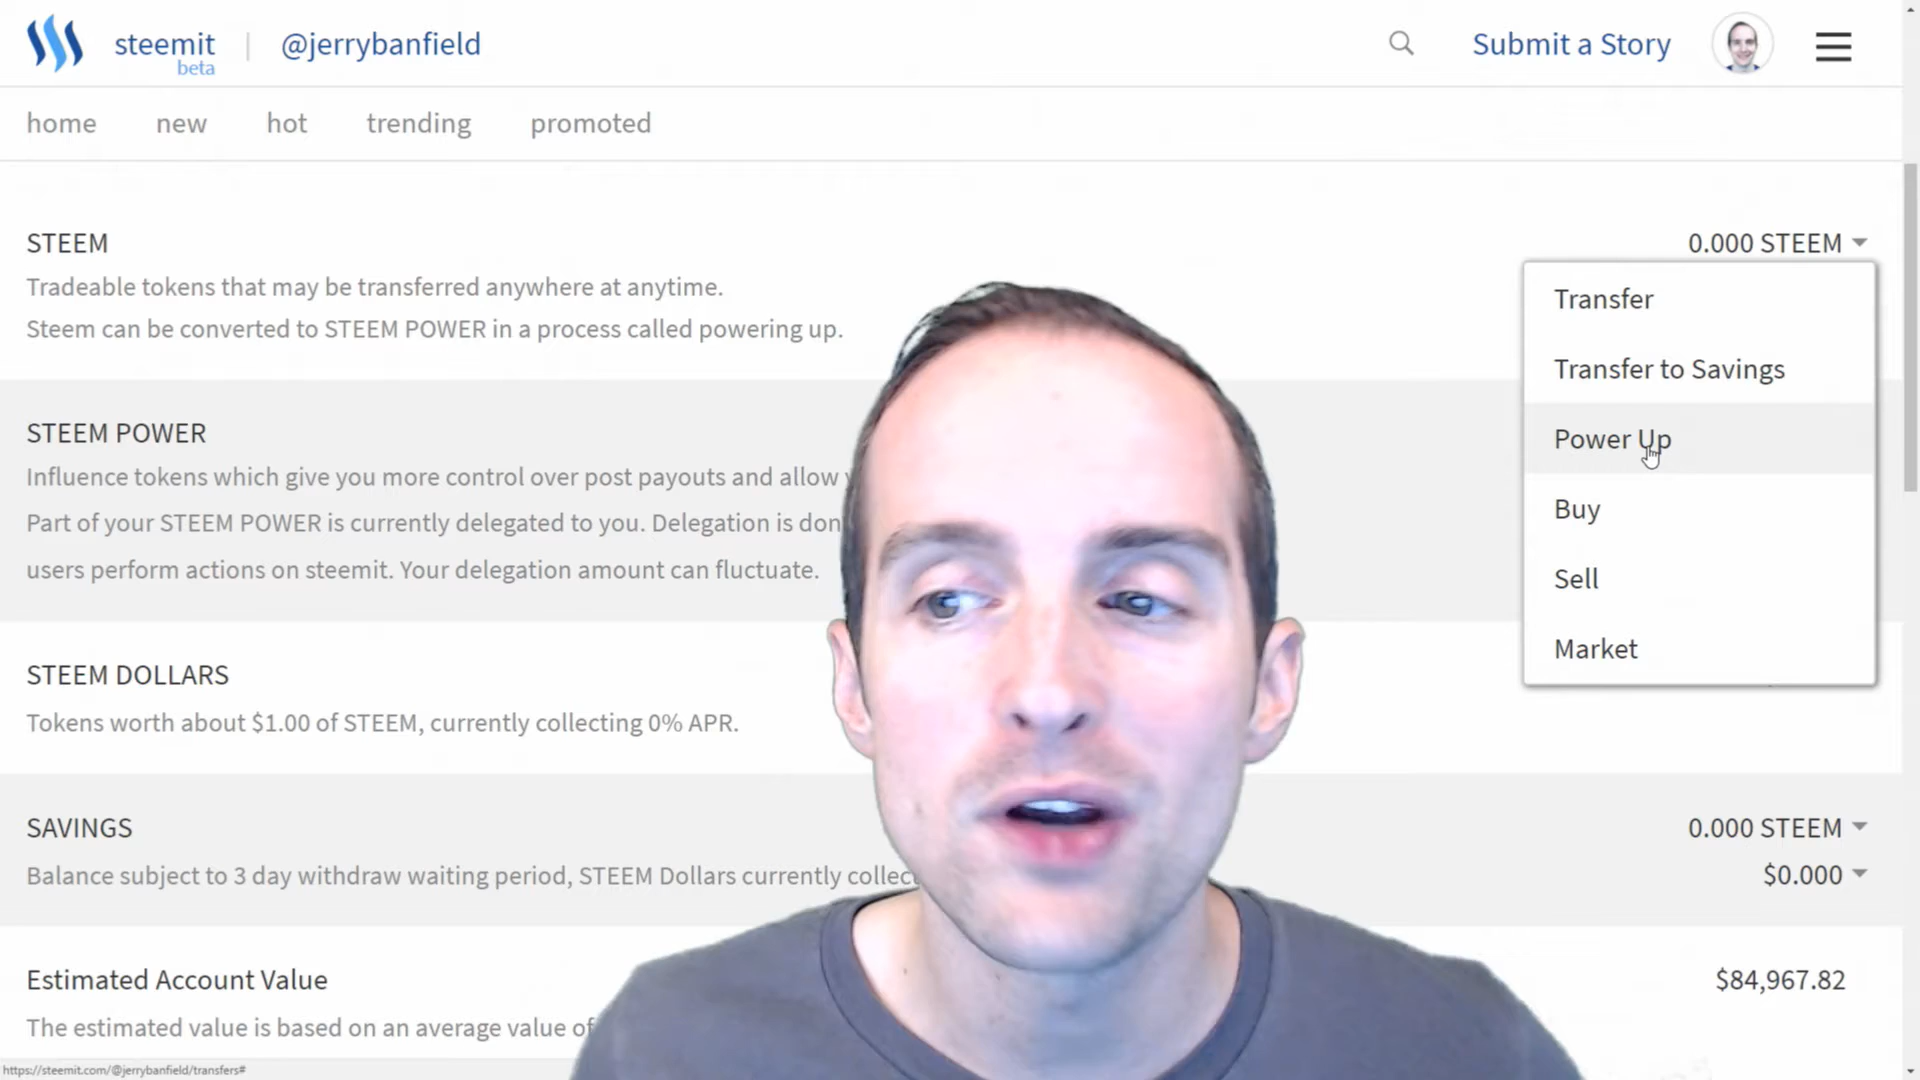 steemit
beta
@jerrybanfield
Submit a Story
home new hot trending promoted
STEEM
0.000 STEEM
Tradeable tokens that may be transferred anywhere at anytime.
Steem can be converted to STEEM POWER in a process called powering up.
Transfer
Transfer to Savings
Power Up
Buy
Sell
Market
STEEM POWER
Influence tokens which give you more control over post payouts and allow
Part of your STEEM POWER is currently delegated to you. Delegation is don
users perform actions on steemit. Your delegation amount can fluctuate.
STEEM DOLLARS
Tokens worth about $1.00 of STEEM, currently collecting 0% APR.
SAVINGS
0.000 STEEM
Balance subject to 3 day withdraw waiting period, STEEM Dollars currently collec
$0.000
Estimated Account Value
$84,967.82
The estimated value is based on an average value of
https://steemit.com/@jerrybanfield/transfers#